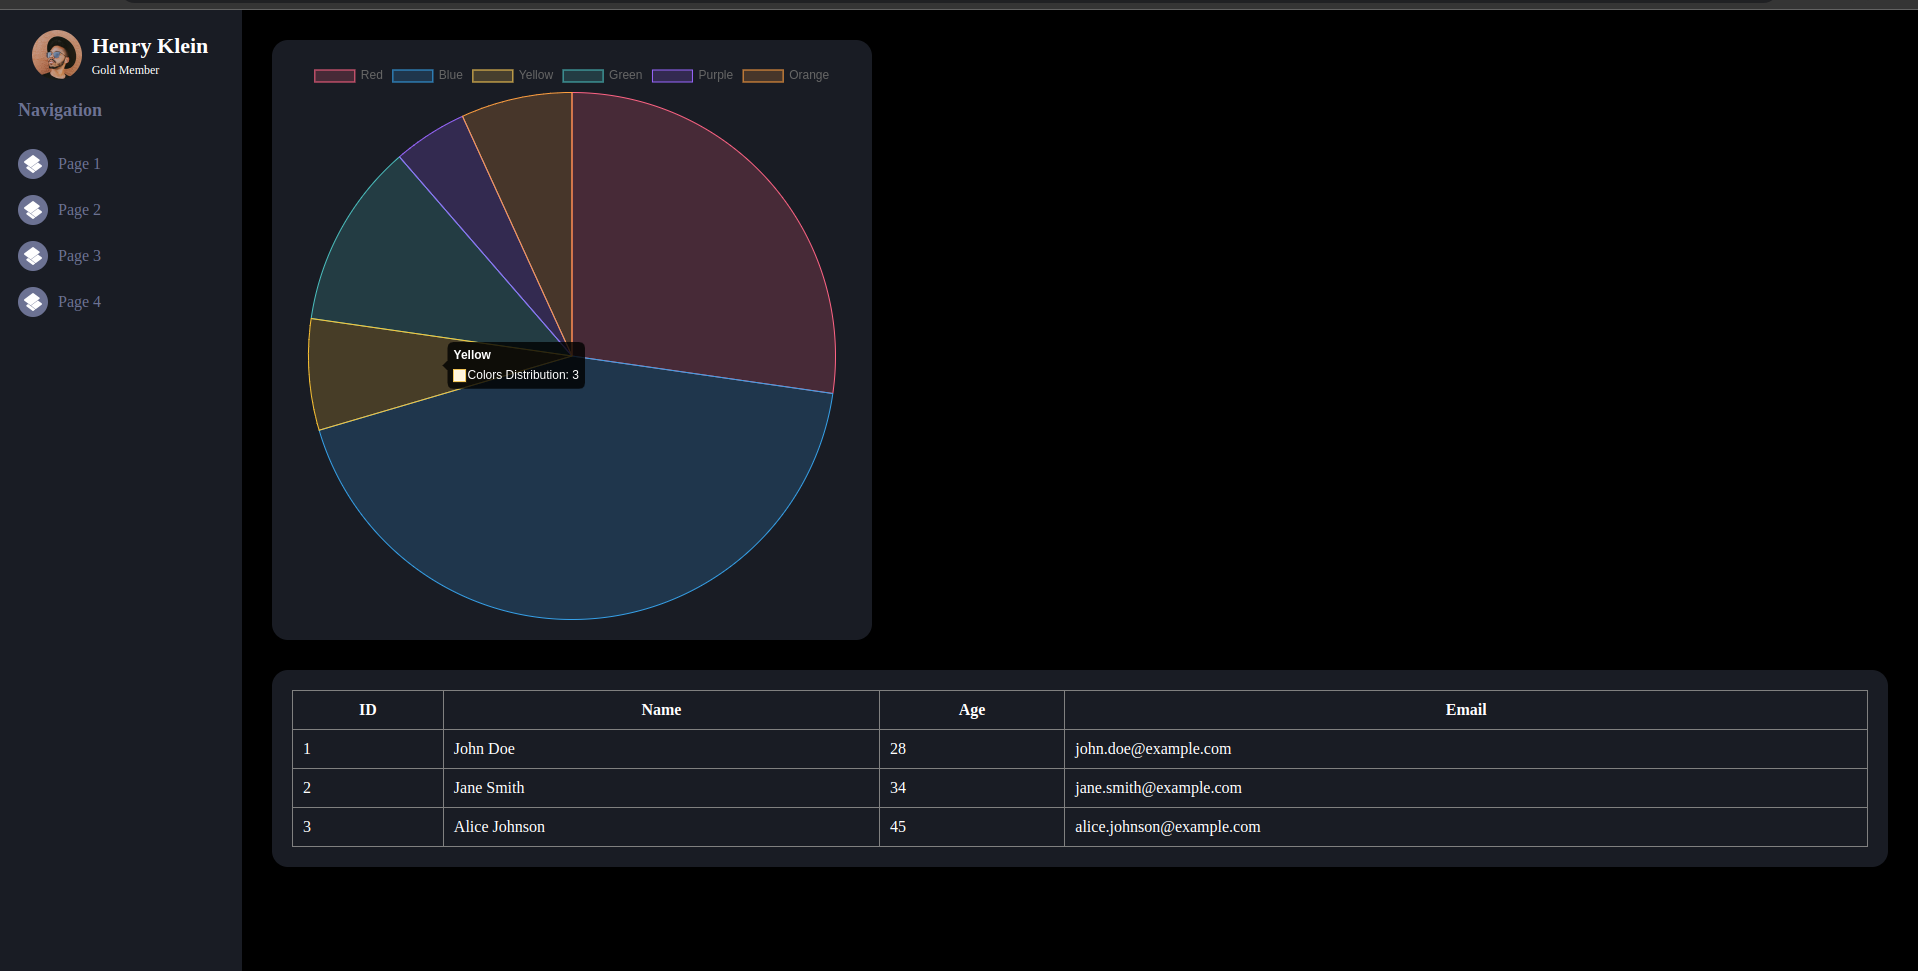 Henry Klein
Gold Member
Navigation
Page 1
Page 2
Page 3
Page 4
Red Blue Yellow Green Purple Orange
Yellow
Colors Distribution: 3
ID Name Age Email
1 John Doe 28 john.doe@example.com
2 Jane Smith 34 jane.smith@example.com
3 Alice Johnson 45 alice.johnson@example.com